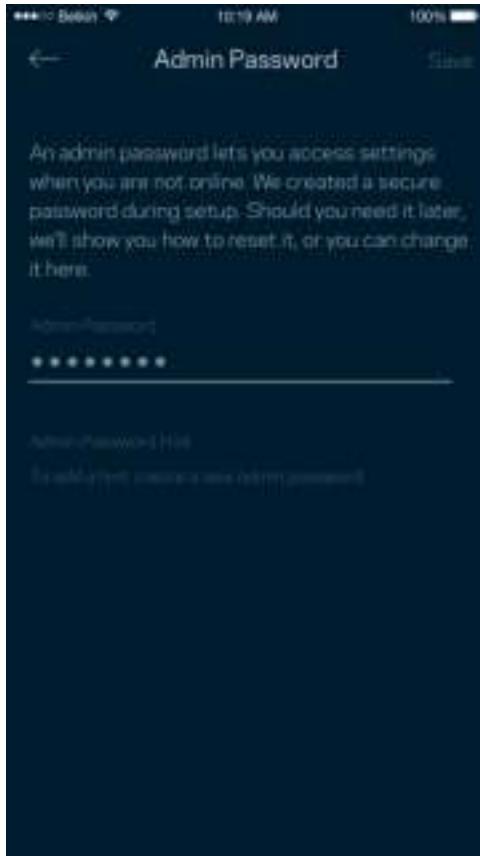 Belkin 10:19 AM 100%
Admin Password Save
An admin password lets you access settings
when you are not online. We created a secure
password during setup. Should you need it later,
we'll show you how to reset it, or you can change
it here.
Admin Password
Admin Password Hint
To add a hint, create a new admin password